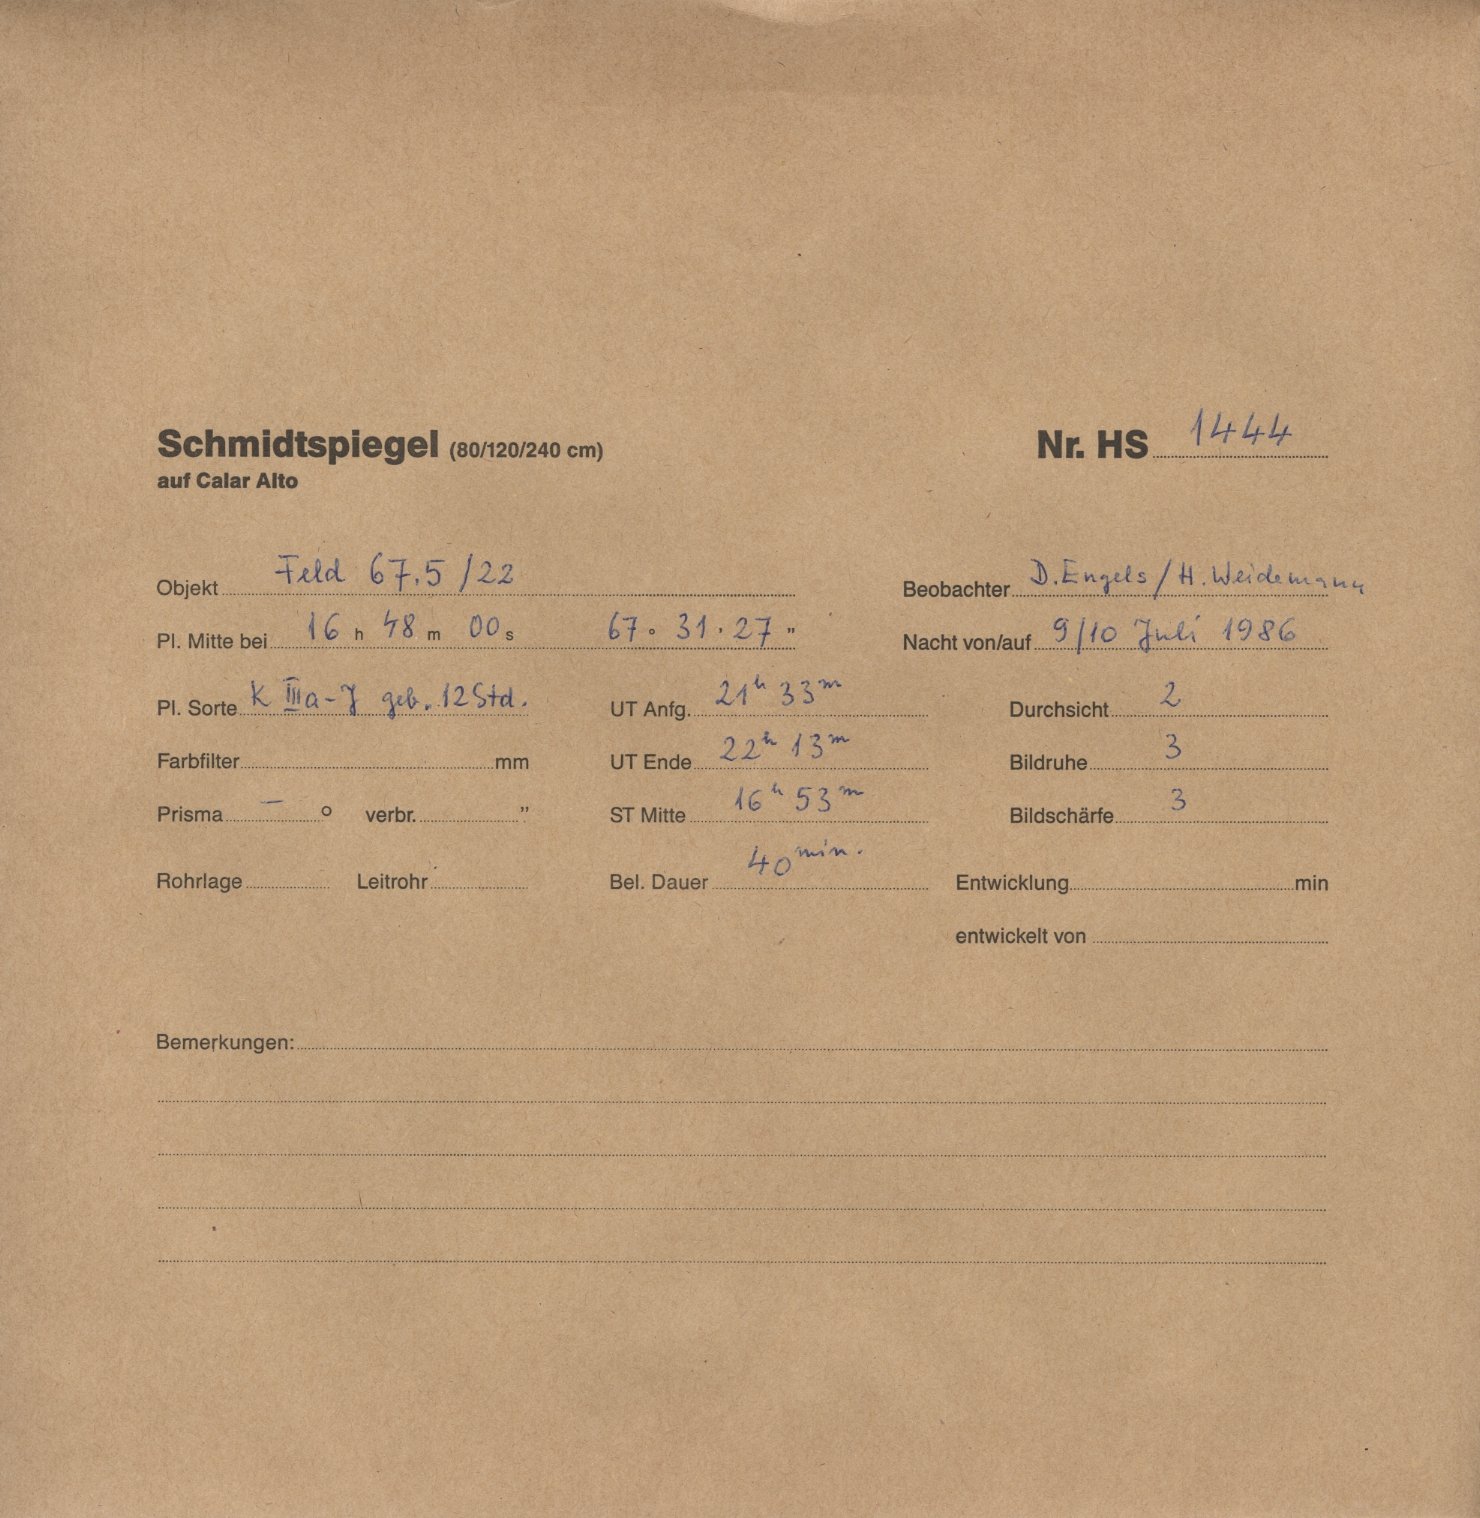 Schmidtspiegel (80/120/240 cm) Nr. HS 1444
auf Calar Alto
Objekt Feld 67.5 /22 Beobachter D. Engels / H. Weidemann
Pl. Mitte bei 16 h 48 m 00 s 67 ° 31 ' 27 " Nacht von/auf 9/10 Juli 1986
Pl. Sorte K IIIa-J geb. 12 Std. UT Anfg. 21h 33m Durchsicht 2
Farbfilter mm UT Ende 22h 13m Bildruhe 3
Prisma — ° verbr. " ST Mitte 16h 53m Bildschärfe 3
Rohrlage Leitrohr Bel. Dauer 40 min. Entwicklung min
entwickelt von
Bemerkungen: